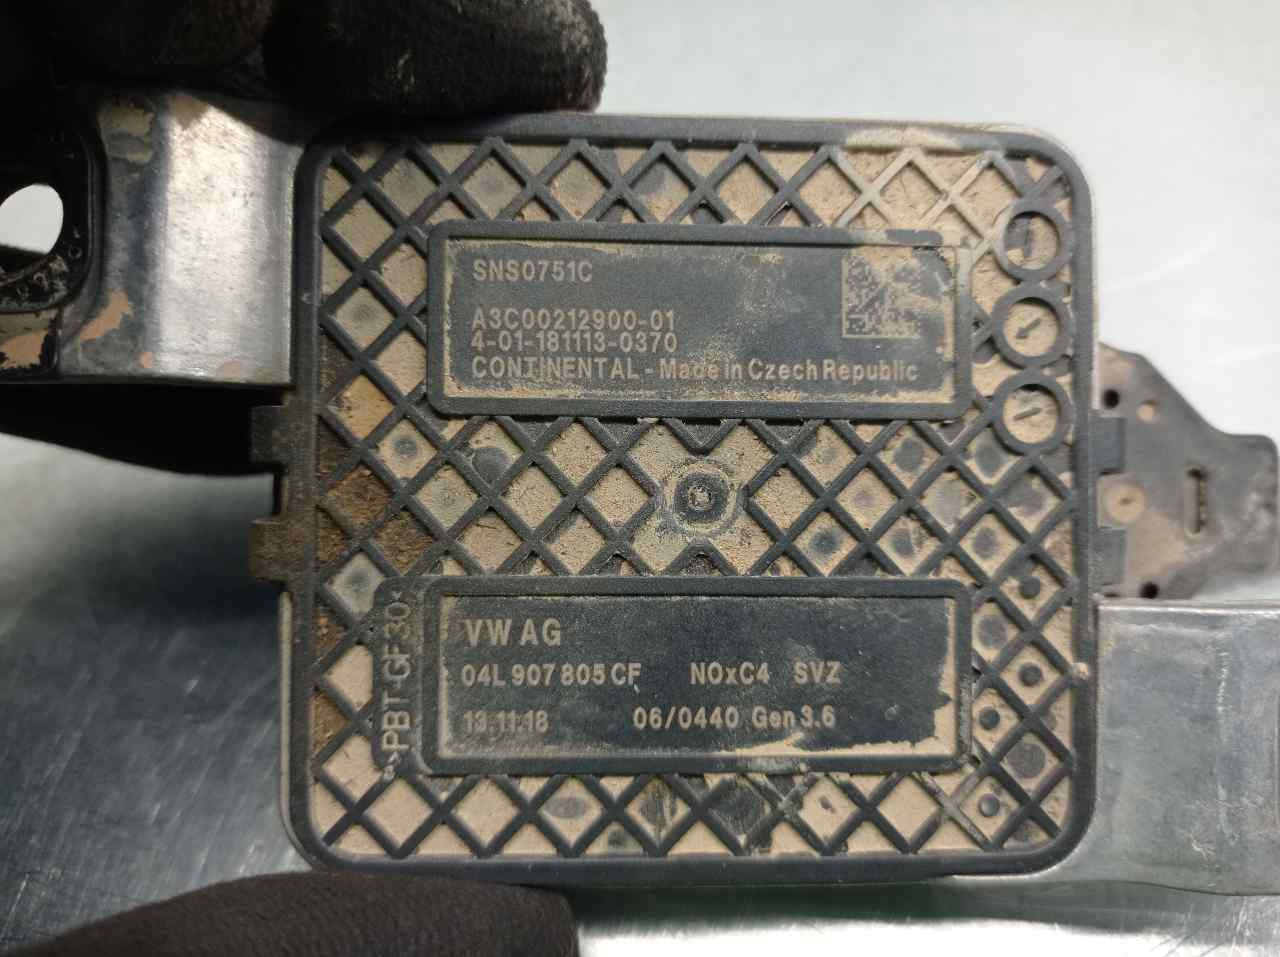 SNS0751C
A3C00212900-01
4-01-181113-0370
CONTINENTAL - Made in Czech Republic
VW AG
04L 907 805 CF NOxC4 SVZ
13.11.18 06/0440 Gen 3.6
>PBT-GF30<